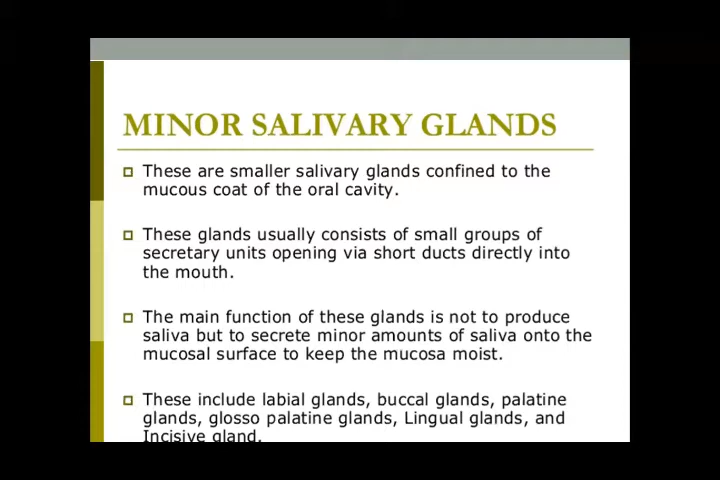 MINOR SALIVARY GLANDS
These are smaller salivary glands confined to the
mucous coat of the oral cavity.
These glands usually consists of small groups of
secretary units opening via short ducts directly into
the mouth.
The main function of these glands is not to produce
saliva but to secrete minor amounts of saliva onto the
mucosal surface to keep the mucosa moist.
These include labial glands, buccal glands, palatine
glands, glosso palatine glands, Lingual glands, and
Incisive gland.